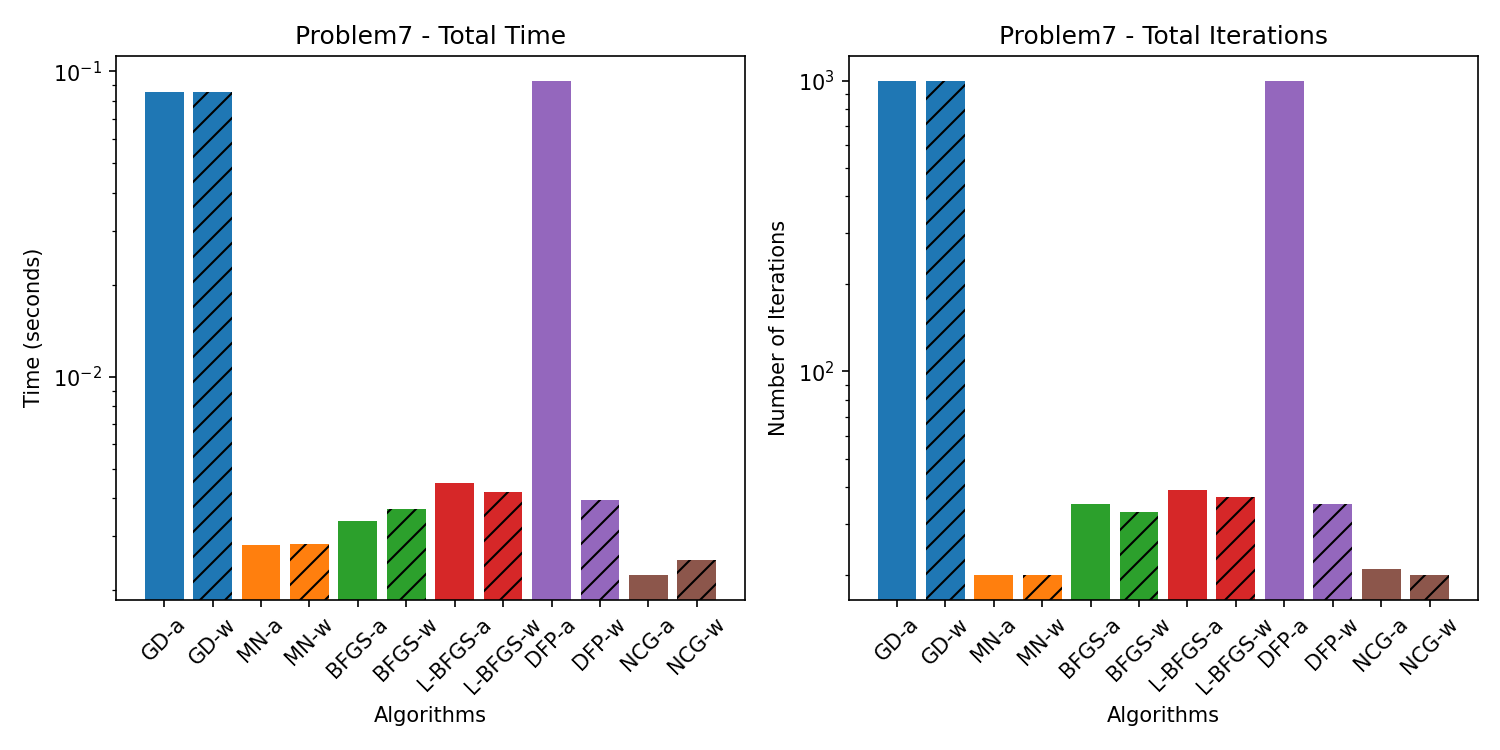 Problem7 - Total Time
Time (seconds)
10⁻¹
10⁻²
GD-a
GD-w
MN-a
MN-w
BFGS-a
BFGS-w
L-BFGS-a
L-BFGS-w
DFP-a
DFP-w
NCG-a
NCG-w
Algorithms
Problem7 - Total Iterations
Number of Iterations
10³
10²
GD-a
GD-w
MN-a
MN-w
BFGS-a
BFGS-w
L-BFGS-a
L-BFGS-w
DFP-a
DFP-w
NCG-a
NCG-w
Algorithms